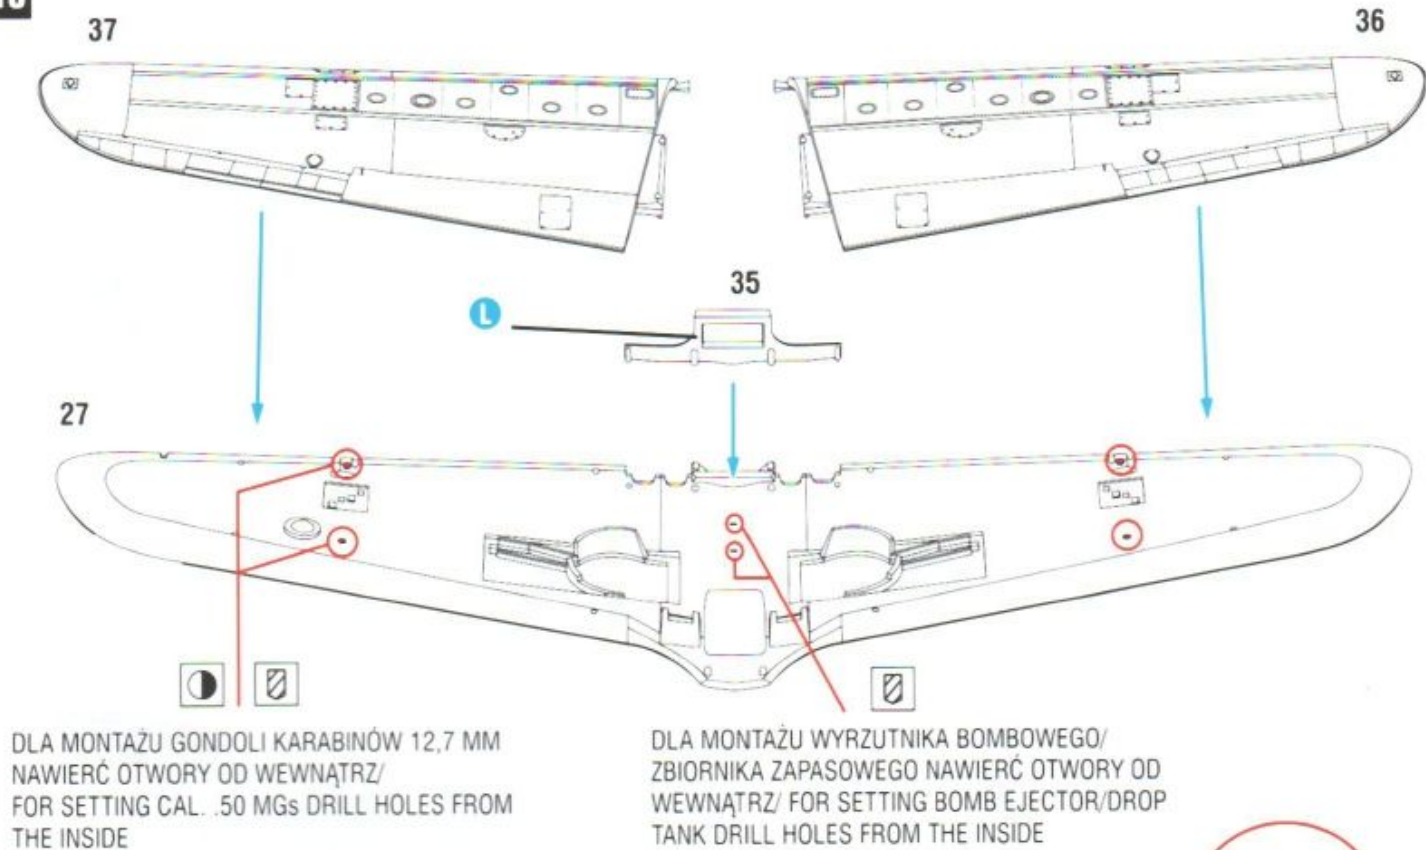 37
36
35
L
27
DLA MONTAŻU GONDOLI KARABINÓW 12,7 MM
NAWIERĆ OTWORY OD WEWNĄTRZ/
FOR SETTING CAL. .50 MGs DRILL HOLES FROM
THE INSIDE
DLA MONTAŻU WYRZUTNIKA BOMBOWEGO/
ZBIORNIKA ZAPASOWEGO NAWIERĆ OTWORY OD
WEWNĄTRZ/ FOR SETTING BOMB EJECTOR/DROP
TANK DRILL HOLES FROM THE INSIDE